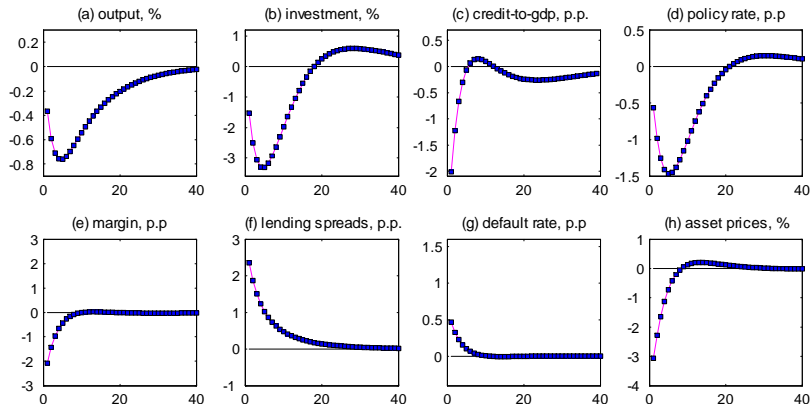 (a) output, %
(b) investment, %
(c) credit-to-gdp, p.p.
(d) policy rate, p.p
0.2
0
-0.2
-0.4
-0.6
-0.8
0 20 40
1
0
-1
-2
-3
0 20 40
0.5
0
-0.5
-1
-1.5
-2
0 20 40
0.5
0
-0.5
-1
-1.5
0 20 40
(e) margin, p.p
(f) lending spreads, p.p.
(g) default rate, p.p
(h) asset prices, %
3
2
1
0
-1
-2
-3
0 20 40
3
2
1
0
-1
0 20 40
1.5
1
0.5
0
0 20 40
1
0
-1
-2
-3
-4
0 20 40